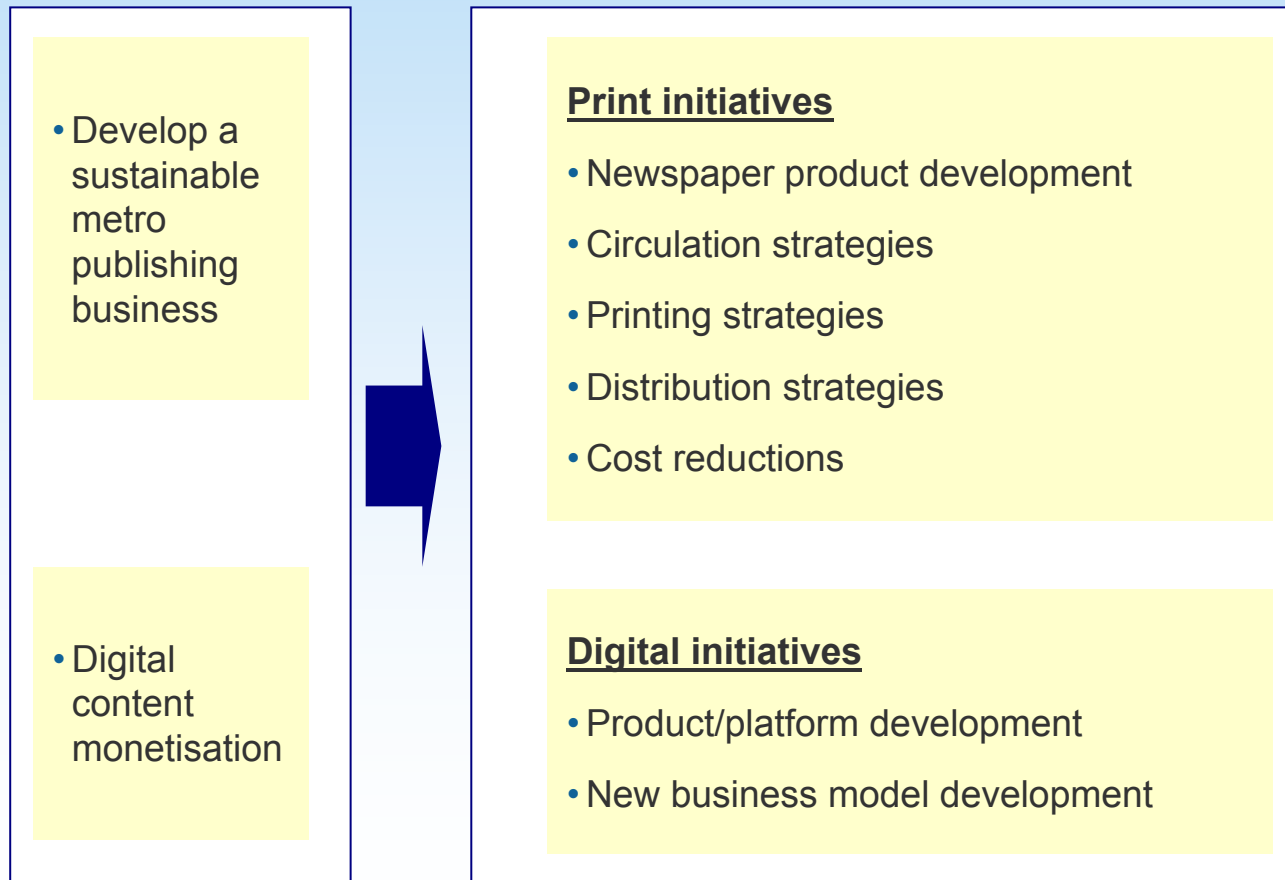 • Develop a
sustainable
metro
publishing
business
• Digital
content
monetisation
Print initiatives
• Newspaper product development
• Circulation strategies
• Printing strategies
• Distribution strategies
• Cost reductions
Digital initiatives
• Product/platform development
• New business model development